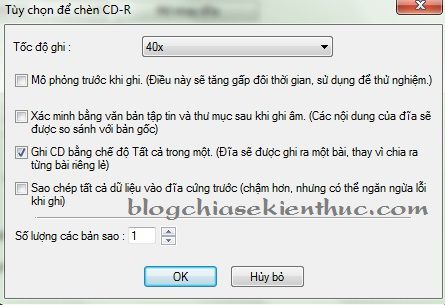 Tùy chọn để chèn CD-R
Tốc độ ghi : 40x
Mô phỏng trước khi ghi. (Điều này sẽ tăng gấp đôi thời gian, sử dụng để thử nghiệm.)
Xác minh bằng văn bản tập tin và thư mục sau khi ghi âm. (Các nội dung của đĩa sẽ
được so sánh với bản gốc)
Ghi CD bằng chế độ Tất cả trong một. (Đĩa sẽ được ghi ra một bài, thay vì chia ra
từng bài riêng lẻ)
Sao chép tất cả dữ liệu vào đĩa cứng trước (chậm hơn, nhưng có thể ngăn ngừa lỗi
khi ghi)
blogchiasekienthuc.com
Số lượng các bản sao : 1
OK Hủy bỏ